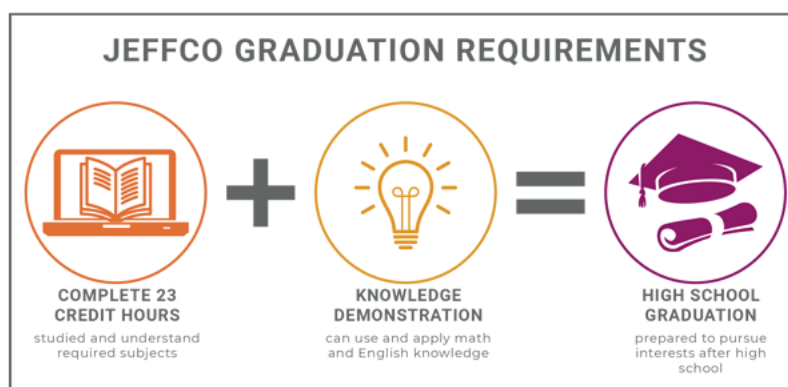 JEFFCO GRADUATION REQUIREMENTS
COMPLETE 23
CREDIT HOURS
studied and understand
required subjects
KNOWLEDGE
DEMONSTRATION
can use and apply math
and English knowledge
HIGH SCHOOL
GRADUATION
prepared to pursue
interests after high
school